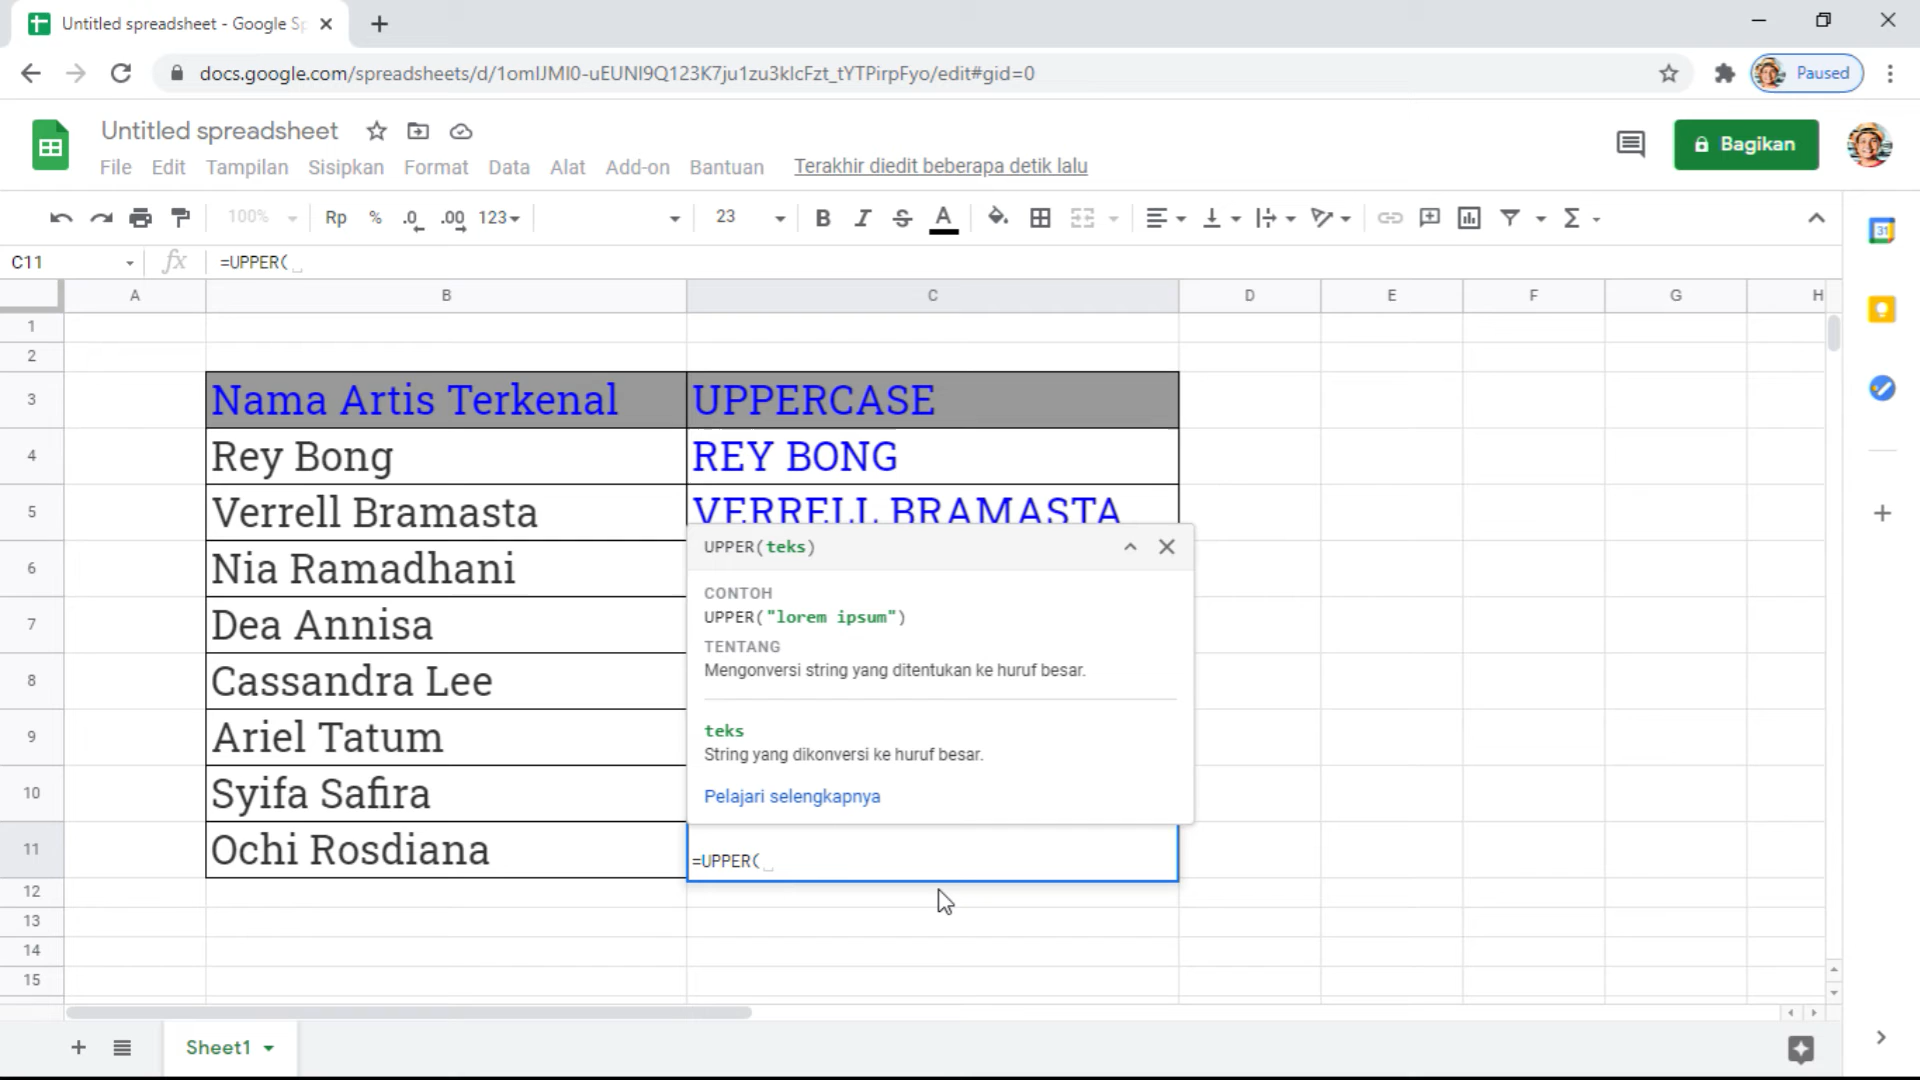 Untitled spreadsheet - Google Sp
docs.google.com/spreadsheets/d/1omIJMI0-uEUNI9Q123K7ju1zu3klcFzt_tYTPirpFyo/edit#gid=0
Paused
Untitled spreadsheet
File Edit Tampilan Sisipkan Format Data Alat Add-on Bantuan Terakhir diedit beberapa detik lalu
Bagikan
100% Rp % .0 .00 123 23 B I S A
31
C11 fx =UPPER(
A B C D E F G H
1
2
3 Nama Artis Terkenal UPPERCASE
4 Rey Bong REY BONG
5 Verrell Bramasta VERRELL BRAMASTA
6 Nia Ramadhani
7 Dea Annisa
8 Cassandra Lee
9 Ariel Tatum
10 Syifa Safira
11 Ochi Rosdiana =UPPER(
UPPER(teks)
CONTOH
UPPER("lorem ipsum")
TENTANG
Mengonversi string yang ditentukan ke huruf besar.
teks
String yang dikonversi ke huruf besar.
Pelajari selengkapnya
12
13
14
15
Sheet1